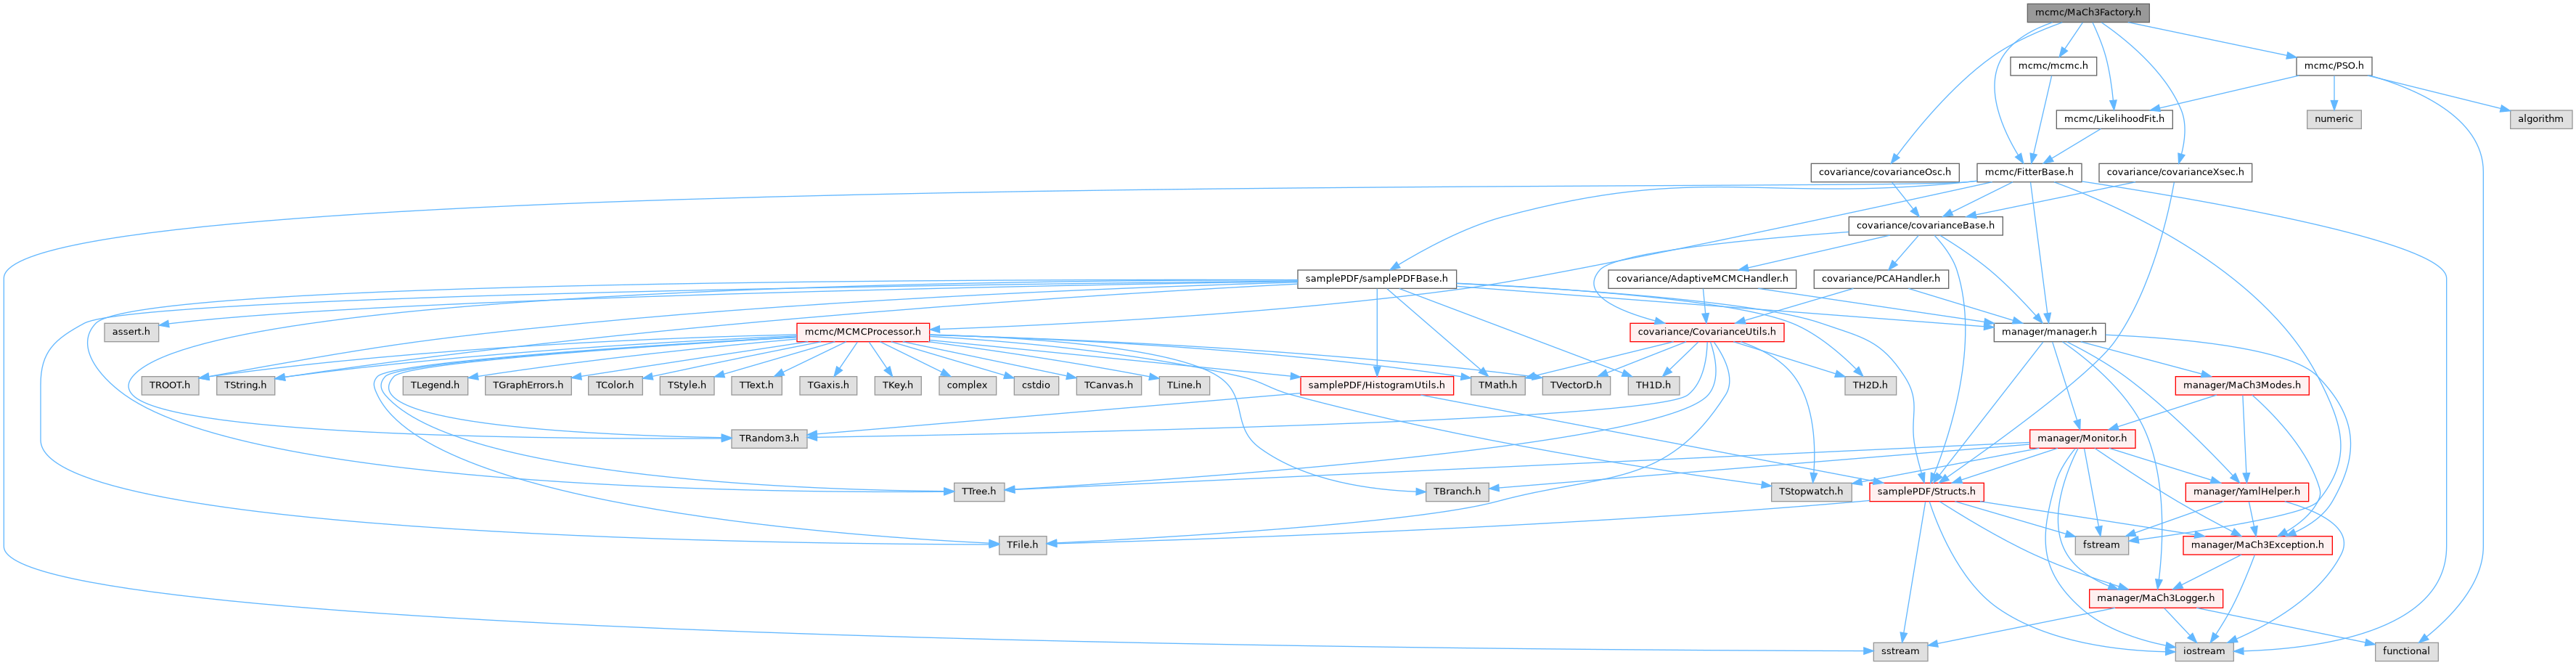 mcmc/MaCh3Factory.h
mcmc/mcmc.h
mcmc/PSO.h
mcmc/LikelihoodFit.h
numeric
algorithm
covariance/covarianceOsc.h
mcmc/FitterBase.h
covariance/covarianceXsec.h
covariance/covarianceBase.h
samplePDF/samplePDFBase.h
covariance/AdaptiveMCMCHandler.h
covariance/PCAHandler.h
assert.h
mcmc/MCMCProcessor.h
covariance/CovarianceUtils.h
manager/manager.h
TROOT.h
TString.h
TLegend.h
TGraphErrors.h
TColor.h
TStyle.h
TText.h
TGaxis.h
TKey.h
complex
cstdio
TCanvas.h
TLine.h
samplePDF/HistogramUtils.h
TMath.h
TVectorD.h
TH1D.h
TH2D.h
manager/MaCh3Modes.h
TRandom3.h
manager/Monitor.h
TTree.h
TBranch.h
TStopwatch.h
samplePDF/Structs.h
manager/YamlHelper.h
TFile.h
fstream
manager/MaCh3Exception.h
manager/MaCh3Logger.h
sstream
iostream
functional